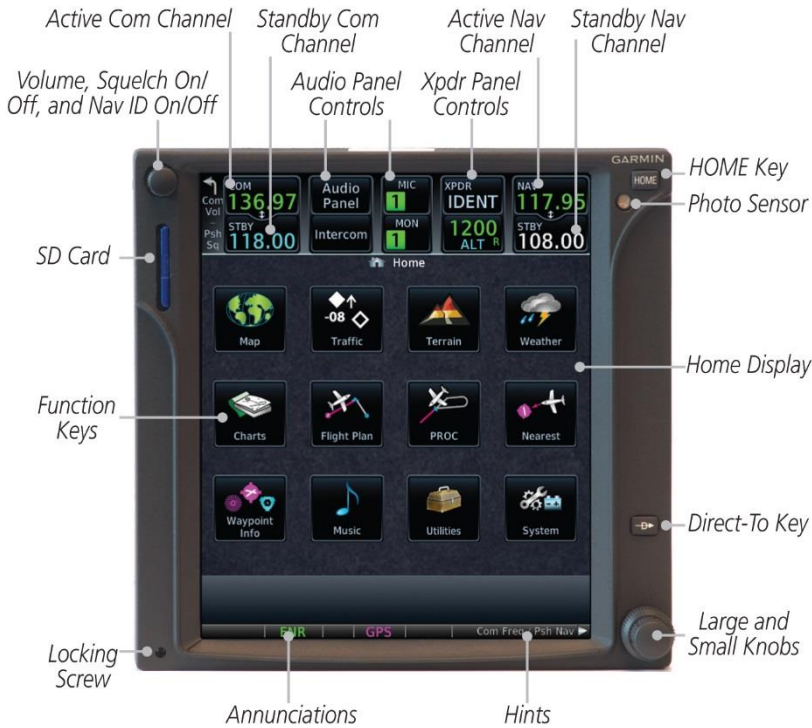 Active Com Channel
Standby Com
Channel
Active Nav
Channel
Standby Nav
Channel
Volume, Squelch On/
Off, and Nav ID On/Off
Audio Panel
Controls
Xpdr Panel
Controls
GARMIN
HOME
HOME Key
Photo Sensor
Com
Vol
–
Psh
Sq
COM
136.97
STBY
118.00
Audio
Panel
Intercom
MIC
1
MON
1
XPDR
IDENT
1200
ALT R
NAV
117.95
STBY
108.00
SD Card
Home
Map
-08
Traffic
Terrain
Weather
Home Display
Function
Keys
Charts
Flight Plan
PROC
Nearest
Waypoint
Info
Music
Utilities
System
D
Direct-To Key
Large and
Small Knobs
ENR
GPS
Com Freq / Psh Nav
Locking
Screw
Annunciations
Hints